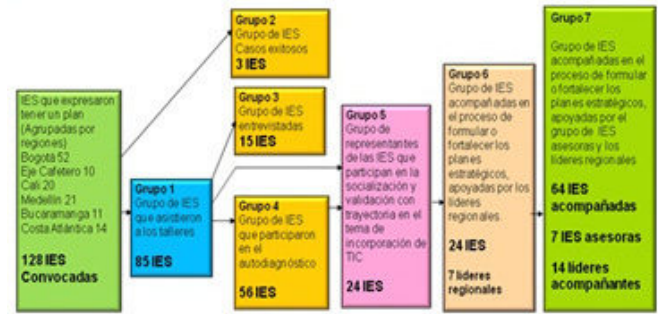 IES que expresaron
tener un plan
(Agrupadas por
regiones)
Bogotá 52
Eje Cafetero 10
Cali 20
Medellín 21
Bucaramanga 11
Costa Atlántica 14
128 IES
Convocadas
Grupo 1
Grupo de IES
que asistieron
a los talleres
85 IES
Grupo 2
Grupo de IES
Casos exitosos
3 IES
Grupo 3
Grupo de IES
entrevistadas
15 IES
Grupo 4
Grupo de IES
que participaron
en el
autodiagnóstico
56 IES
Grupo 5
Grupo de
representantes
de las IES que
participan en la
socialización y
validación con
trayectoria en el
tema de
incorporación de
TIC
24 IES
Grupo 6
Grupo de IES
acompañadas en
el proceso de
formular o
fortalecer los
planes
estratégicos,
apoyadas por los
líderes
regionales.
24 IES
7 líderes
regionales
Grupo 7
Grupo de IES
acompañadas en el
proceso de formular
o fortalecer los
planes estratégicos,
apoyadas por el
grupo de IES
asesoras y los
líderes regionales
64 IES
acompañadas
7 IES asesoras
14 líderes
acompañantes